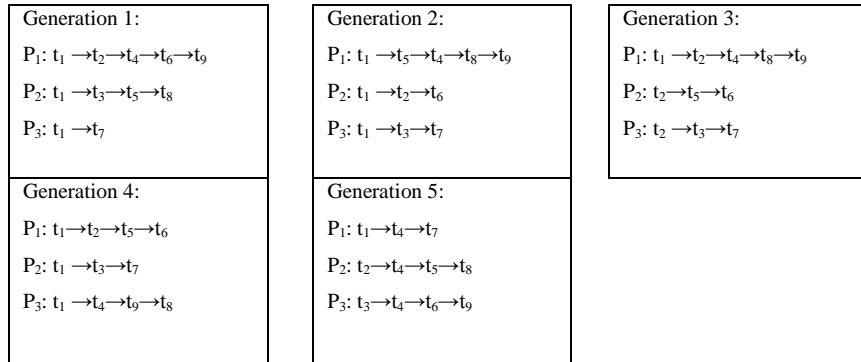 Generation 1:
P₁: t₁ →t₂→t₄→t₆→t₉
P₂: t₁ →t₃→t₅→t₈
P₃: t₁ →t₇
Generation 2:
P₁: t₁ →t₅→t₄→t₈→t₉
P₂: t₁ →t₂→t₆
P₃: t₁ →t₃→t₇
Generation 3:
P₁: t₁ →t₂→t₄→t₈→t₉
P₂: t₂→t₅→t₆
P₃: t₂ →t₃→t₇
Generation 4:
P₁: t₁→t₂→t₅→t₆
P₂: t₁ →t₃→t₇
P₃: t₁ →t₄→t₉→t₈
Generation 5:
P₁: t₁→t₄→t₇
P₂: t₂→t₄→t₅→t₈
P₃: t₃→t₄→t₆→t₉